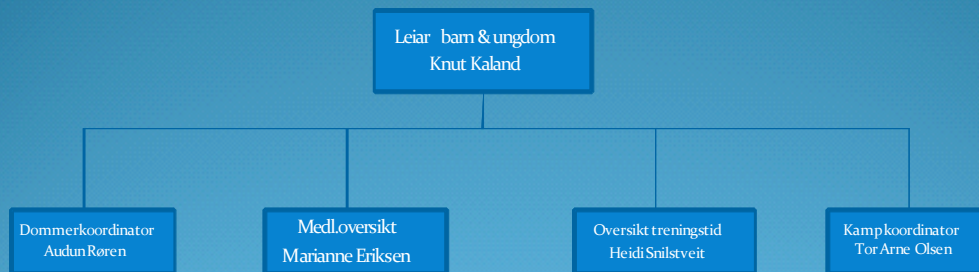 Leiar barn & ungdom
Knut Kaland
Dommerkoordinator
Audun Røren
Medl.oversikt
Marianne Eriksen
Oversikt treningstid
Heidi Snilstveit
Kampkoordinator
Tor Arne Olsen